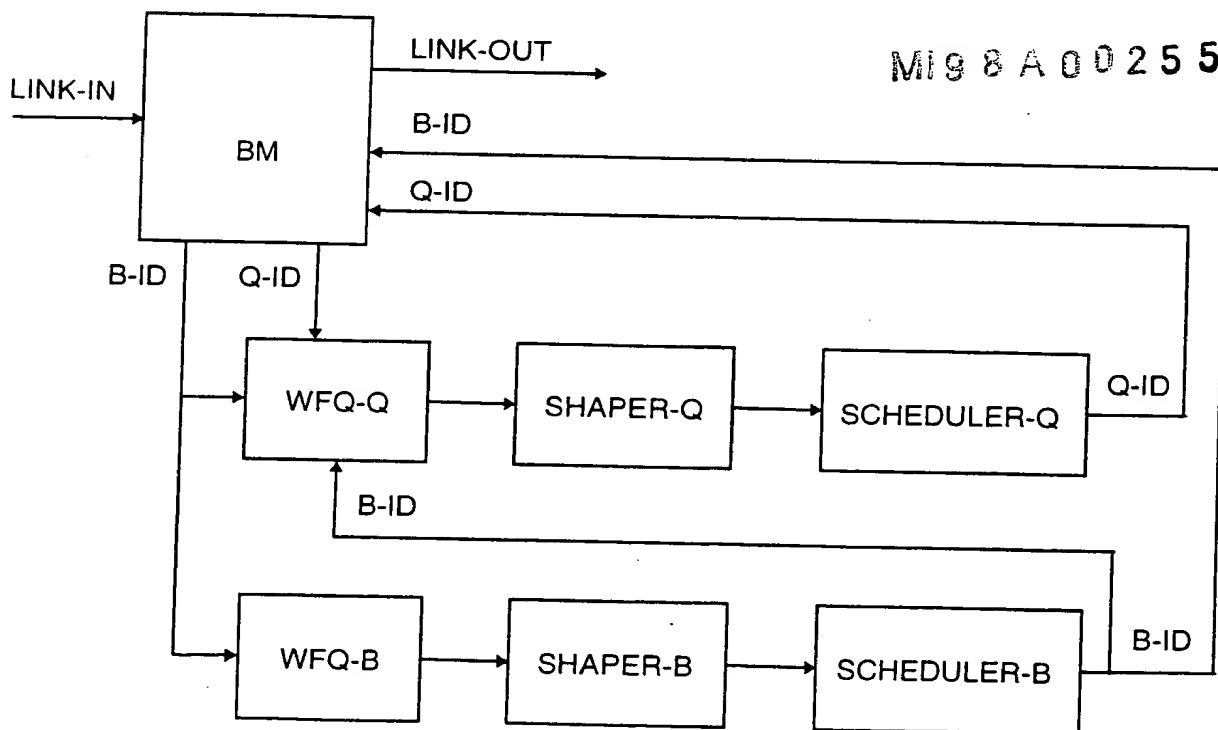 LINK-OUT
MI98A00255
LINK-IN
B-ID
BM
Q-ID
B-ID
Q-ID
WFQ-Q
SHAPER-Q
SCHEDULER-Q
Q-ID
B-ID
WFQ-B
SHAPER-B
SCHEDULER-B
B-ID